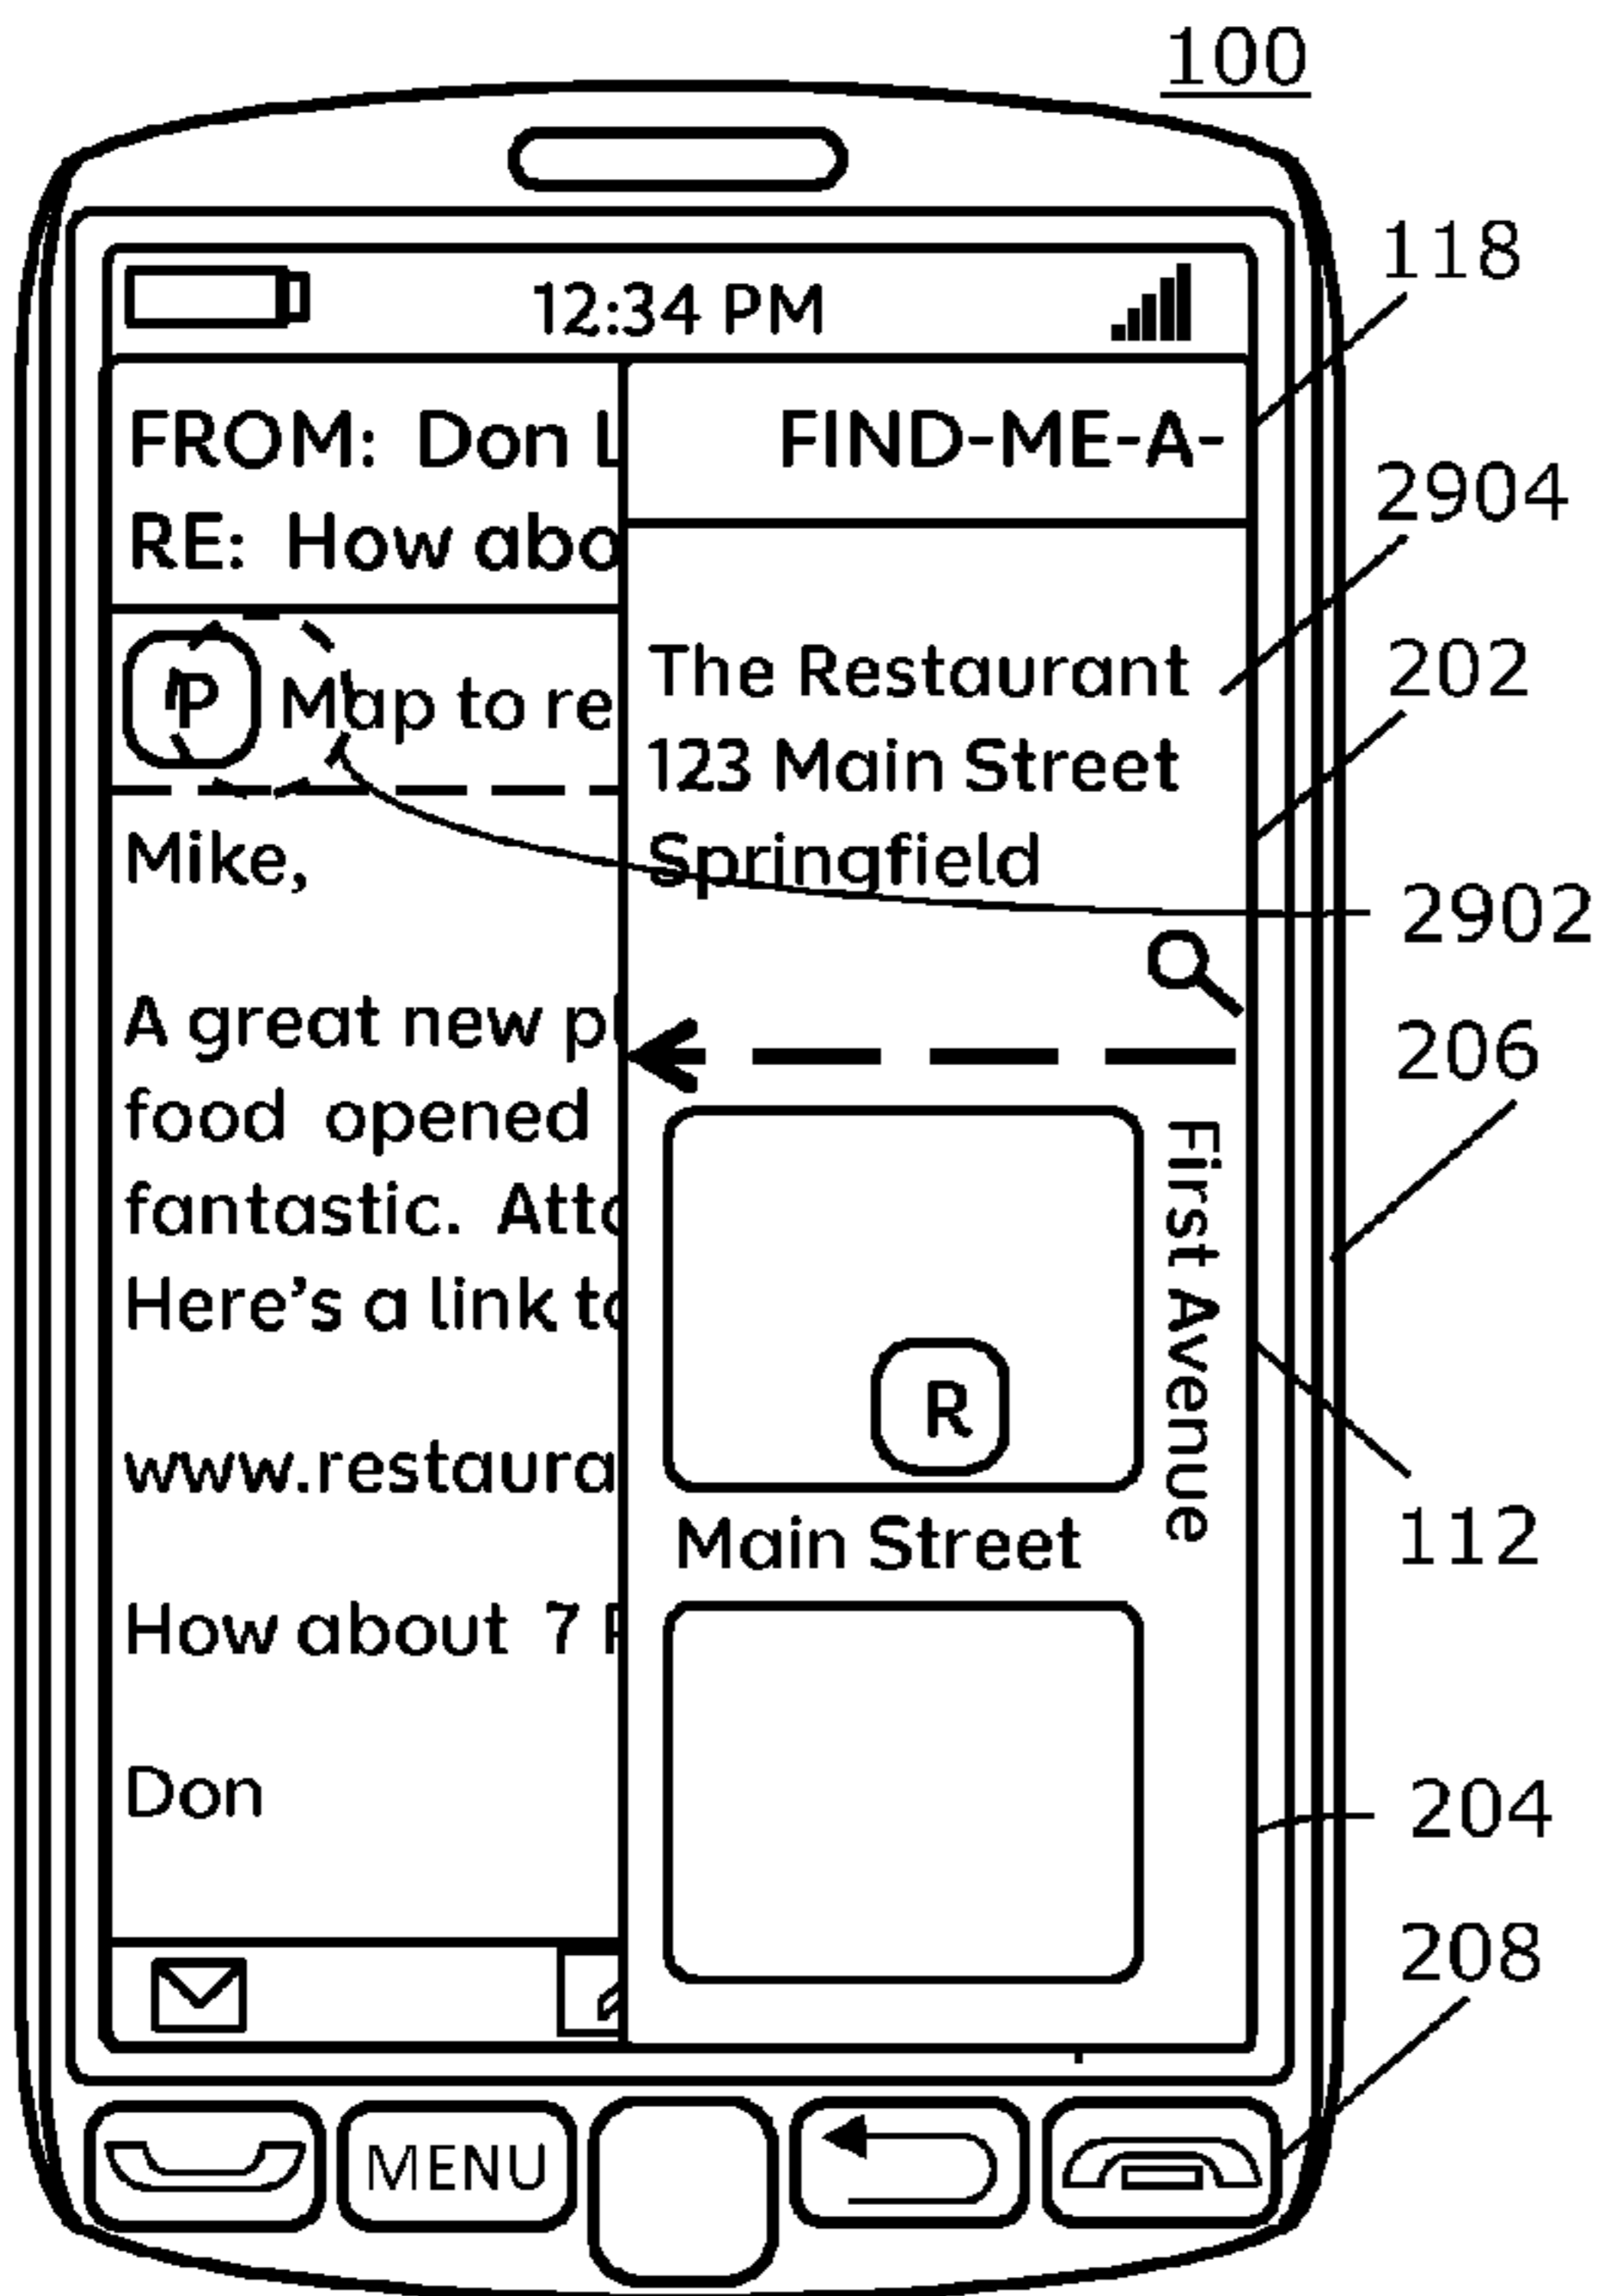 100
12:34 PM
118
FROM: Don L
RE: How abo
FIND-ME-A-
2904
P Map to re
The Restaurant
123 Main Street
Springfield
202
2902
Mike,
A great new pl
food opened
fantastic. Atta
Here's a link to
www.restaura
How about 7 P
Don
206
First Avenue
R
Main Street
112
204
208
MENU